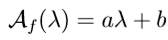 𝒜_f(λ) = aλ + b